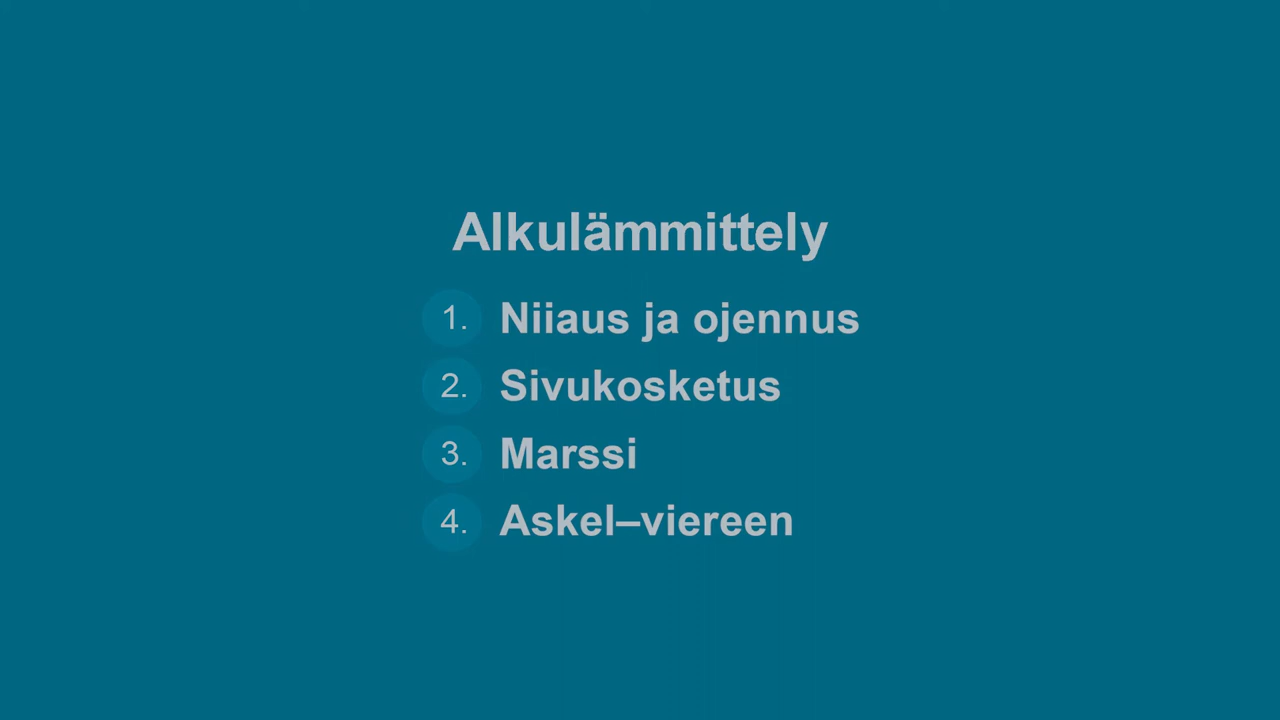 Alkulämmittely
1. Niiaus ja ojennus
2. Sivukosketus
3. Marssi
4. Askel–viereen